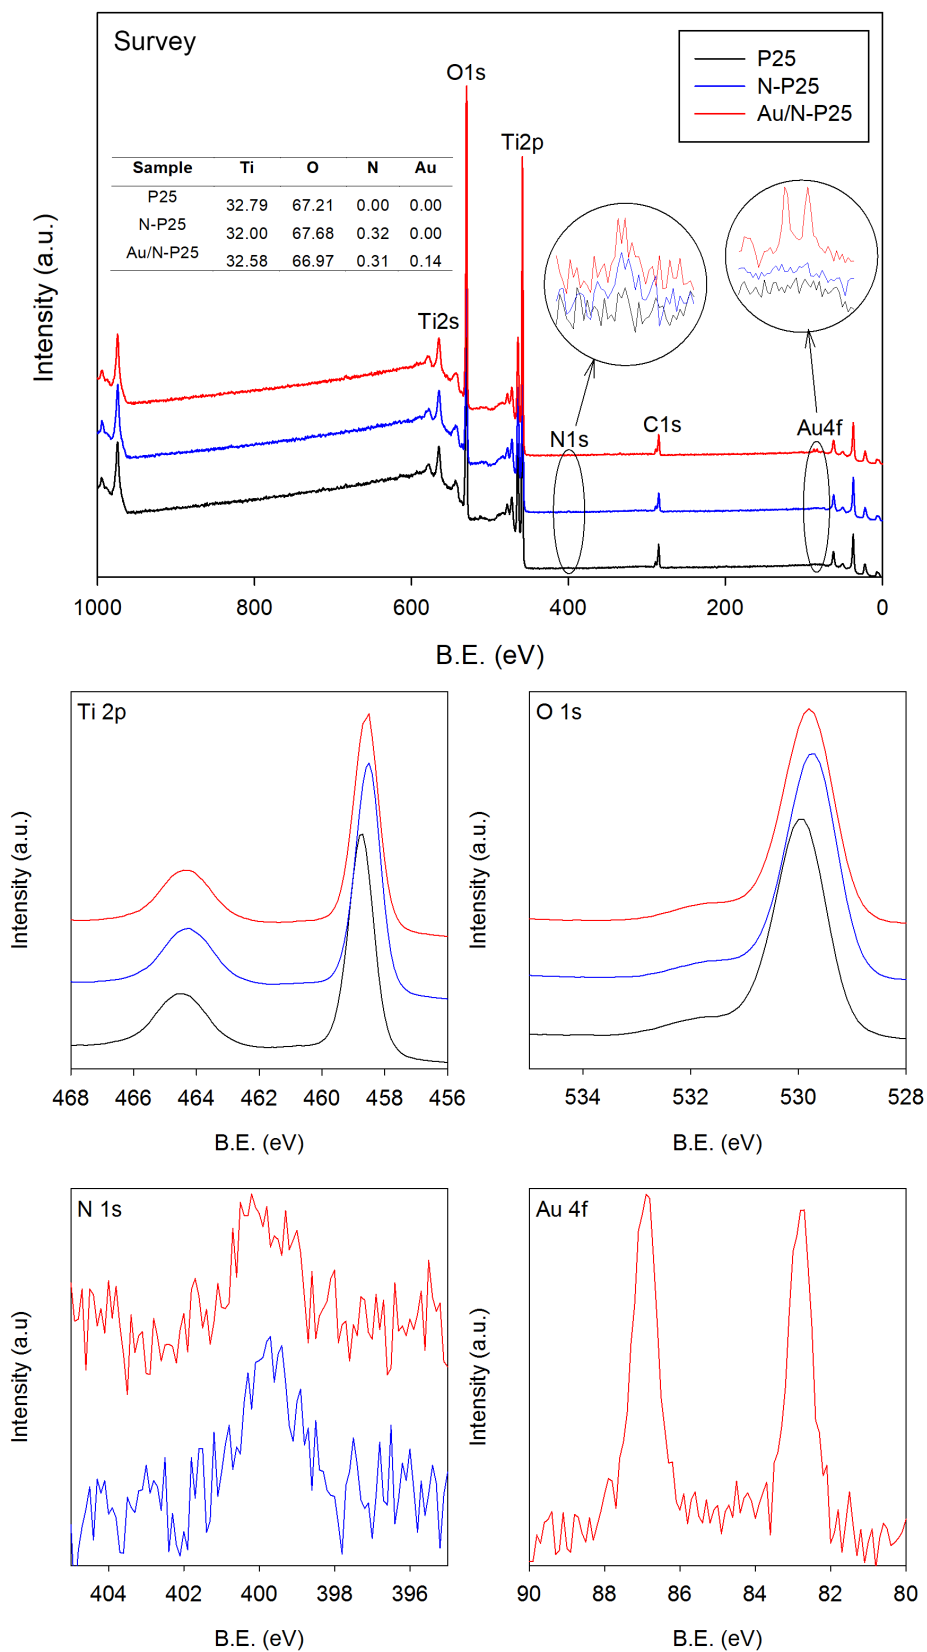 Survey
P25
N-P25
Au/N-P25
O1s
Ti2p
Sample Ti O N Au
P25 32.79 67.21 0.00 0.00
N-P25 32.00 67.68 0.32 0.00
Au/N-P25 32.58 66.97 0.31 0.14
Ti2s
N1s
C1s
Au4f
Intensity (a.u.)
1000 800 600 400 200 0
B.E. (eV)
Ti 2p
Intensity (a.u.)
468 466 464 462 460 458 456
B.E. (eV)
O 1s
Intensity (a.u.)
534 532 530 528
B.E. (eV)
N 1s
Intensity (a.u)
404 402 400 398 396
B.E. (eV)
Au 4f
Intensity (a.u.)
90 88 86 84 82 80
B.E. (eV)